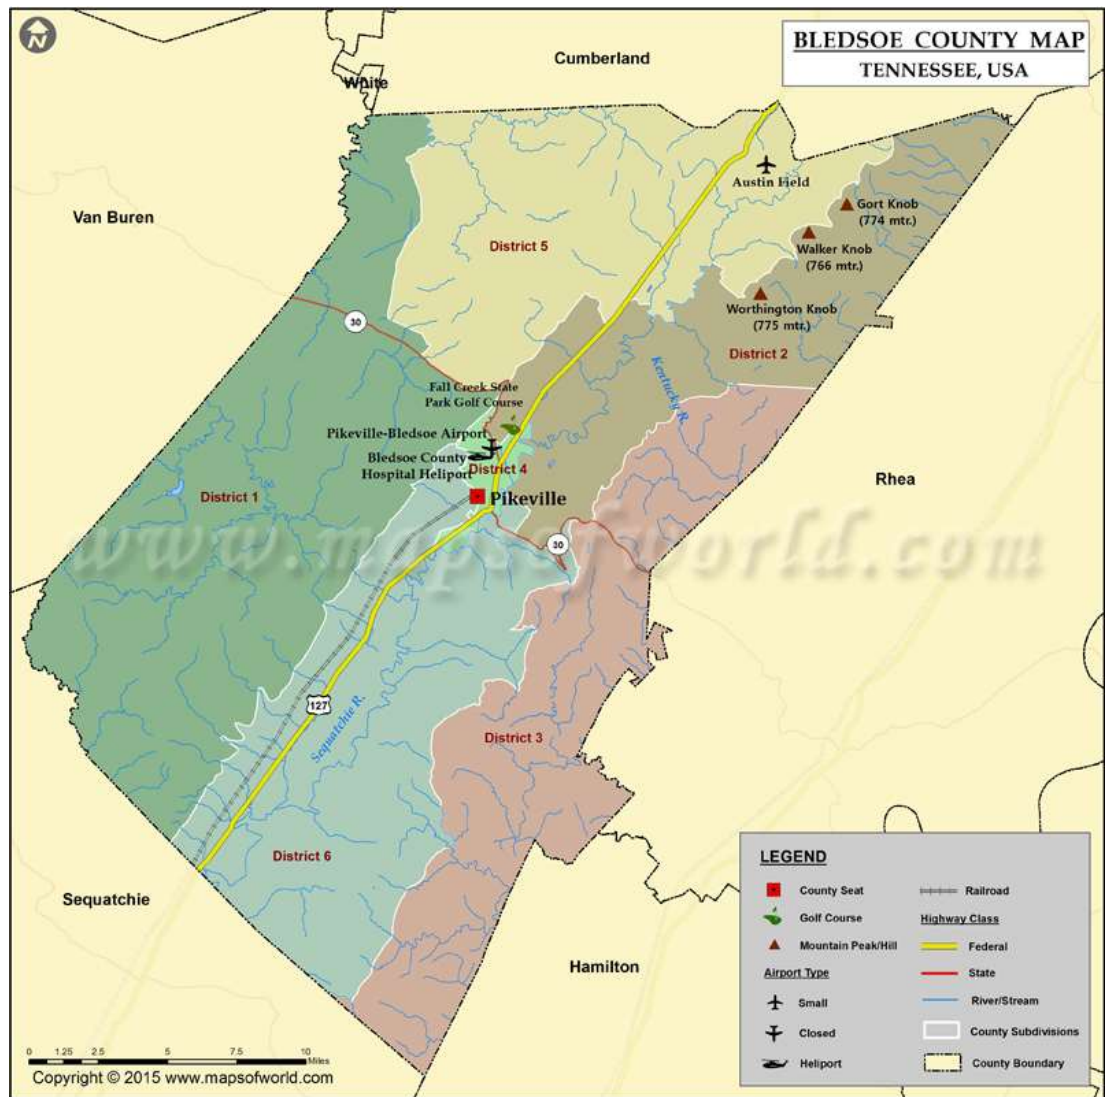 N
BLEDSOE COUNTY MAP
TENNESSEE, USA
Cumberland
White
Van Buren
Austin Field
Gort Knob
(774 mtr.)
Walker Knob
(766 mtr.)
District 5
Worthington Knob
(775 mtr.)
30
District 2
Kentucky R.
Fall Creek State
Park Golf Course
Pikeville-Bledsoe Airport
Bledsoe County
Hospital Heliport
District 4
Rhea
District 1
Pikeville
www.mapsofworld.com
30
127
Sequatchie R.
District 3
District 6
Sequatchie
Hamilton
LEGEND
County Seat
Golf Course
Mountain Peak/Hill
Airport Type
Small
Closed
Heliport
Railroad
Highway Class
Federal
State
River/Stream
County Subdivisions
County Boundary
0 1.25 2.5 5 7.5 10
Miles
Copyright © 2015 www.mapsofworld.com